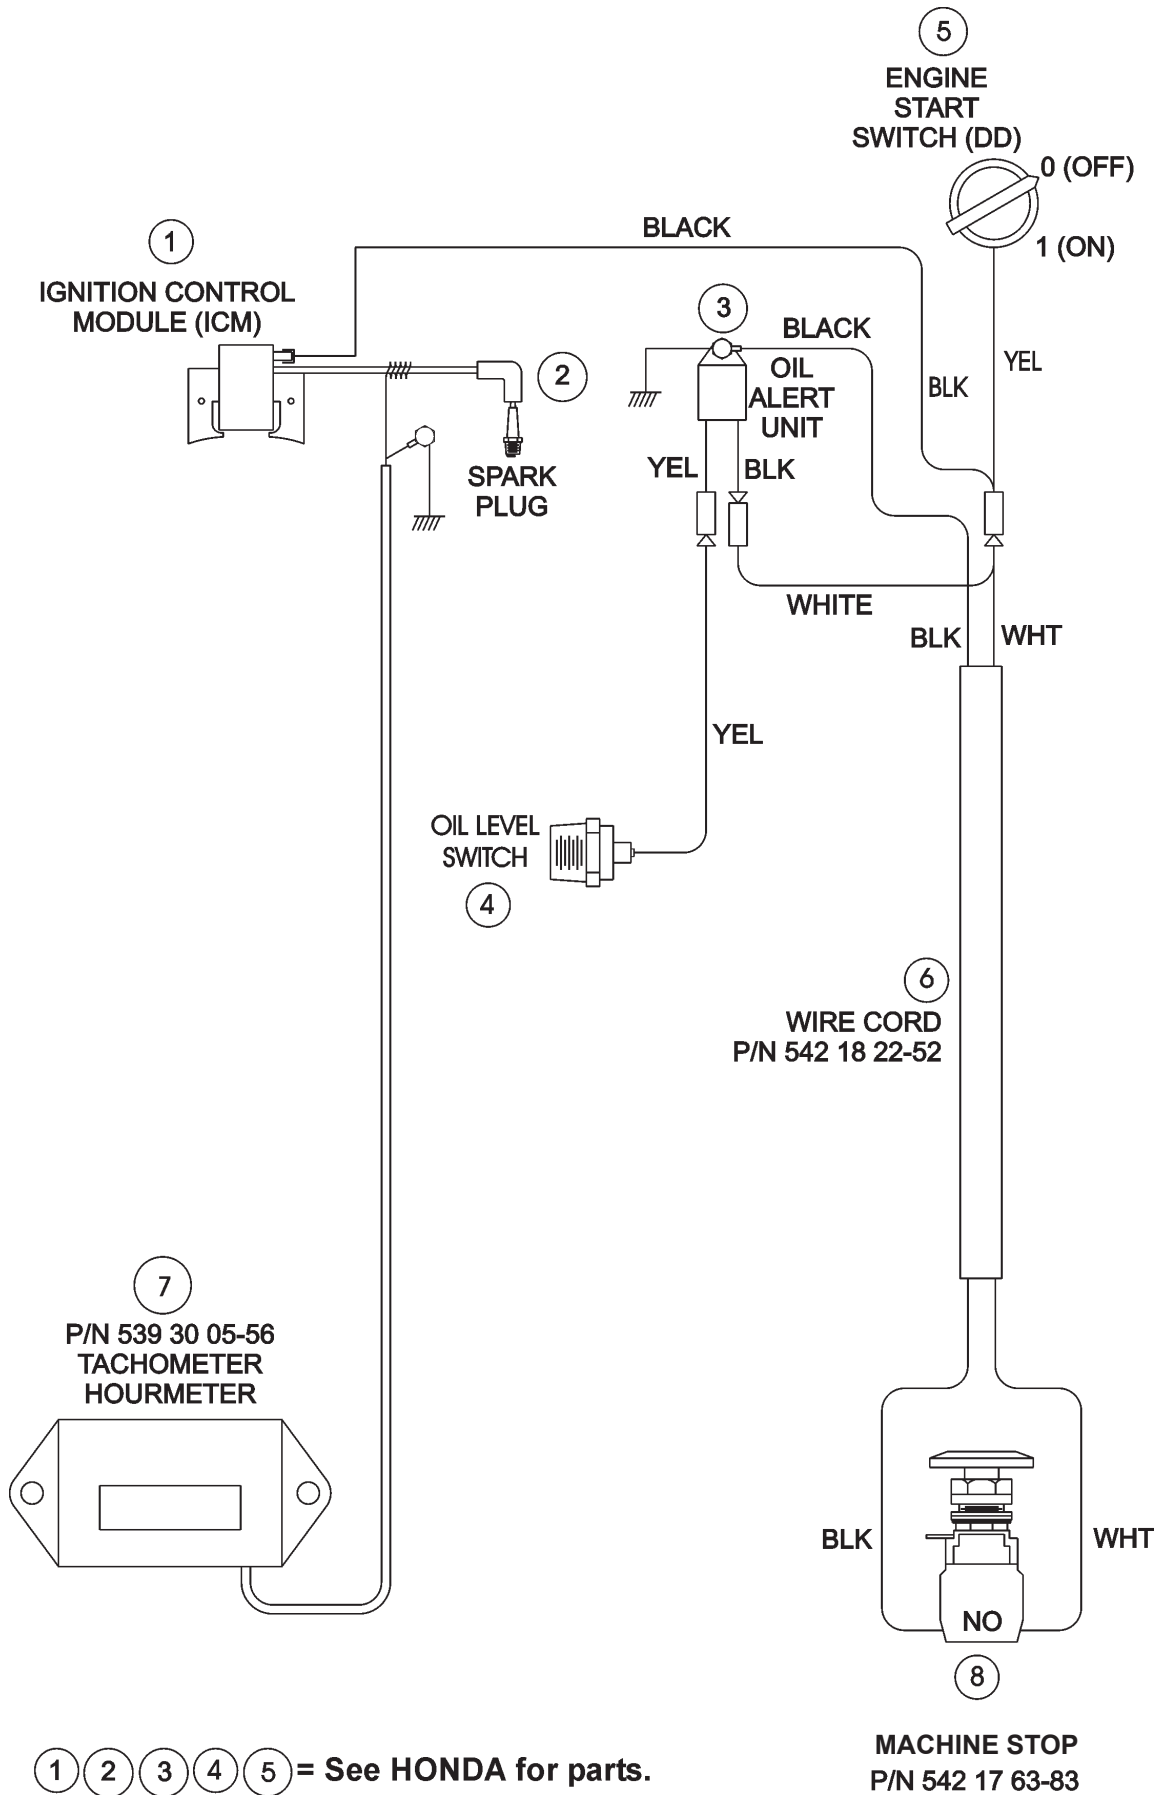 5
ENGINE
START
SWITCH (DD)
0 (OFF)
1 (ON)
BLACK
1
IGNITION CONTROL
MODULE (ICM)
3
BLACK
OIL
ALERT
UNIT
YEL
BLK
2
SPARK
PLUG
YEL
BLK
WHITE
BLK
WHT
YEL
OIL LEVEL
SWITCH
4
6
WIRE CORD
P/N 542 18 22-52
7
P/N 539 30 05-56
TACHOMETER
HOURMETER
BLK
WHT
NO
8
MACHINE STOP
P/N 542 17 63-83
1 2 3 4 5 = See HONDA for parts.